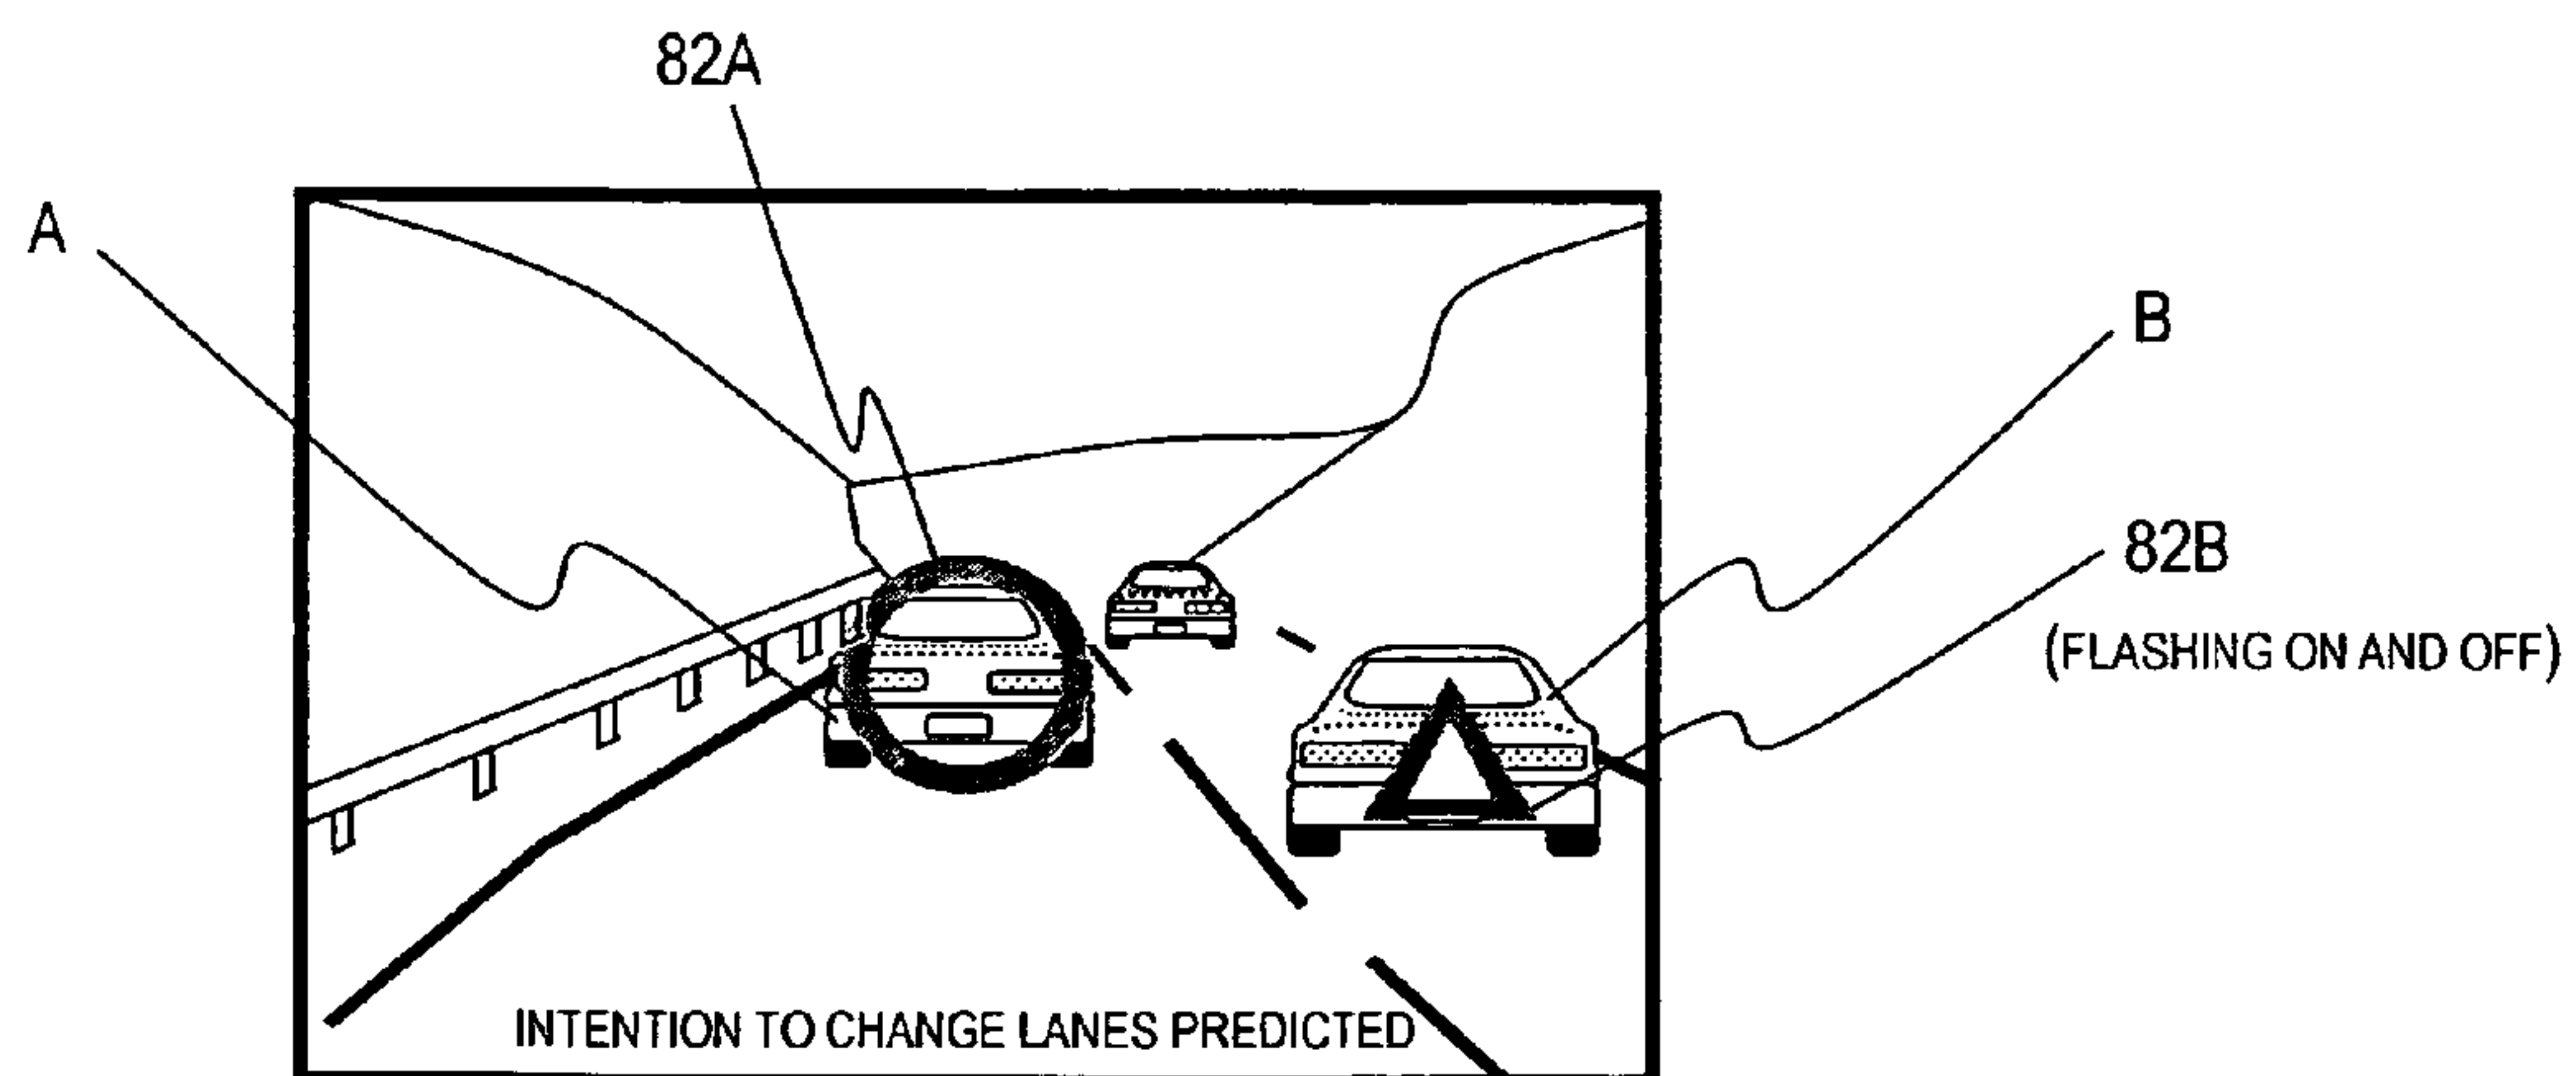 82A
A
B
82B
(FLASHING ON AND OFF)
INTENTION TO CHANGE LANES PREDICTED